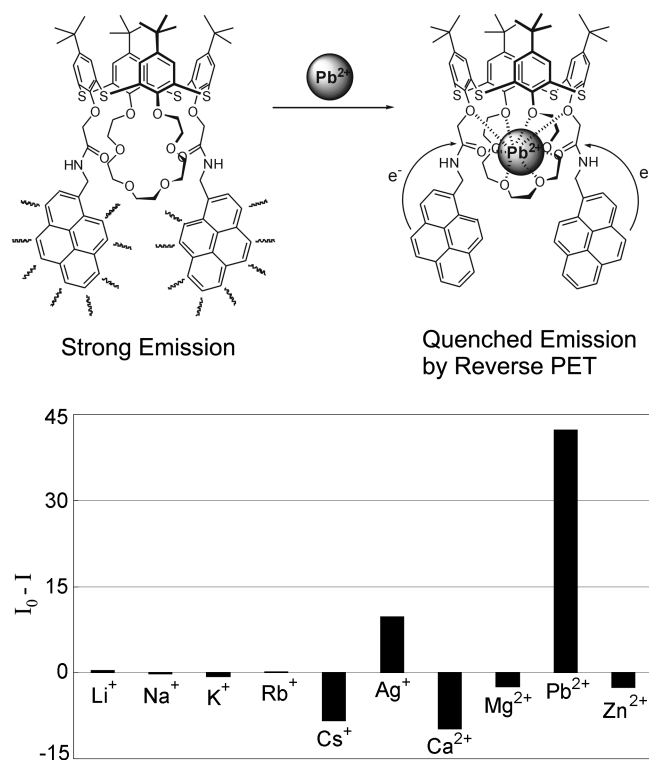 Pb²⁺
S S S S
O O O O
O O O O
HN HN
O O
S S S S
O O O O
O O Pb²⁺ O O
NH NH
O O
e⁻ e
Strong Emission
Quenched Emission
by Reverse PET
45
30
15
0
-15
I₀ - I
Li⁺ Na⁺ K⁺ Rb⁺ Cs⁺ Ag⁺ Ca²⁺ Mg²⁺ Pb²⁺ Zn²⁺